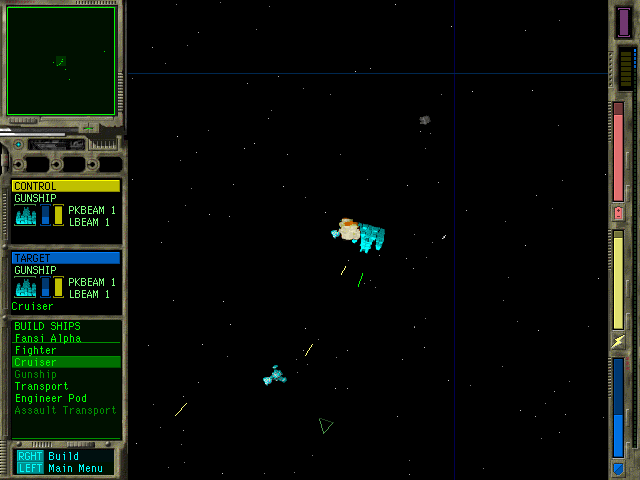 CONTROL
GUNSHIP
PKBEAM 1
LBEAM 1
TARGET
GUNSHIP
PKBEAM 1
LBEAM 1
Cruiser
BUILD SHIPS
Fansi Alpha
Fighter
Cruiser
Gunship
Transport
Engineer Pod
Assault Transport
RGHT Build
LEFT Main Menu